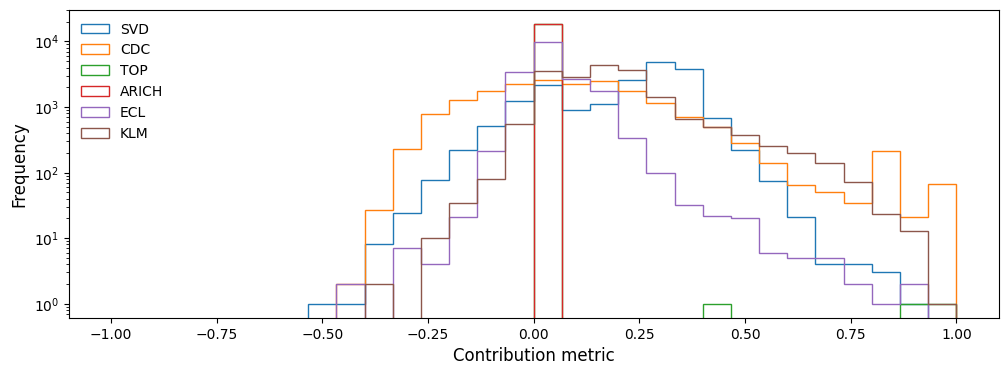 SVD
CDC
TOP
ARICH
ECL
KLM
Frequency
10⁴
10³
10²
10¹
10⁰
−1.00 −0.75 −0.50 −0.25 0.00 0.25 0.50 0.75 1.00
Contribution metric